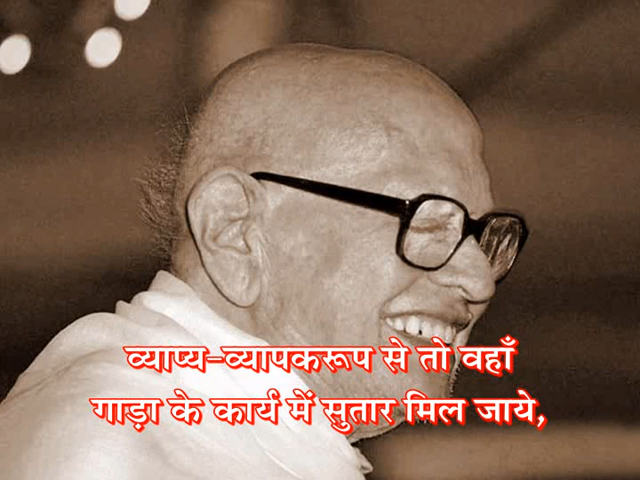 व्याप्य-व्यापकरूप से तो वहाँ
गाड़ा के कार्य में सुतार मिल जाये,